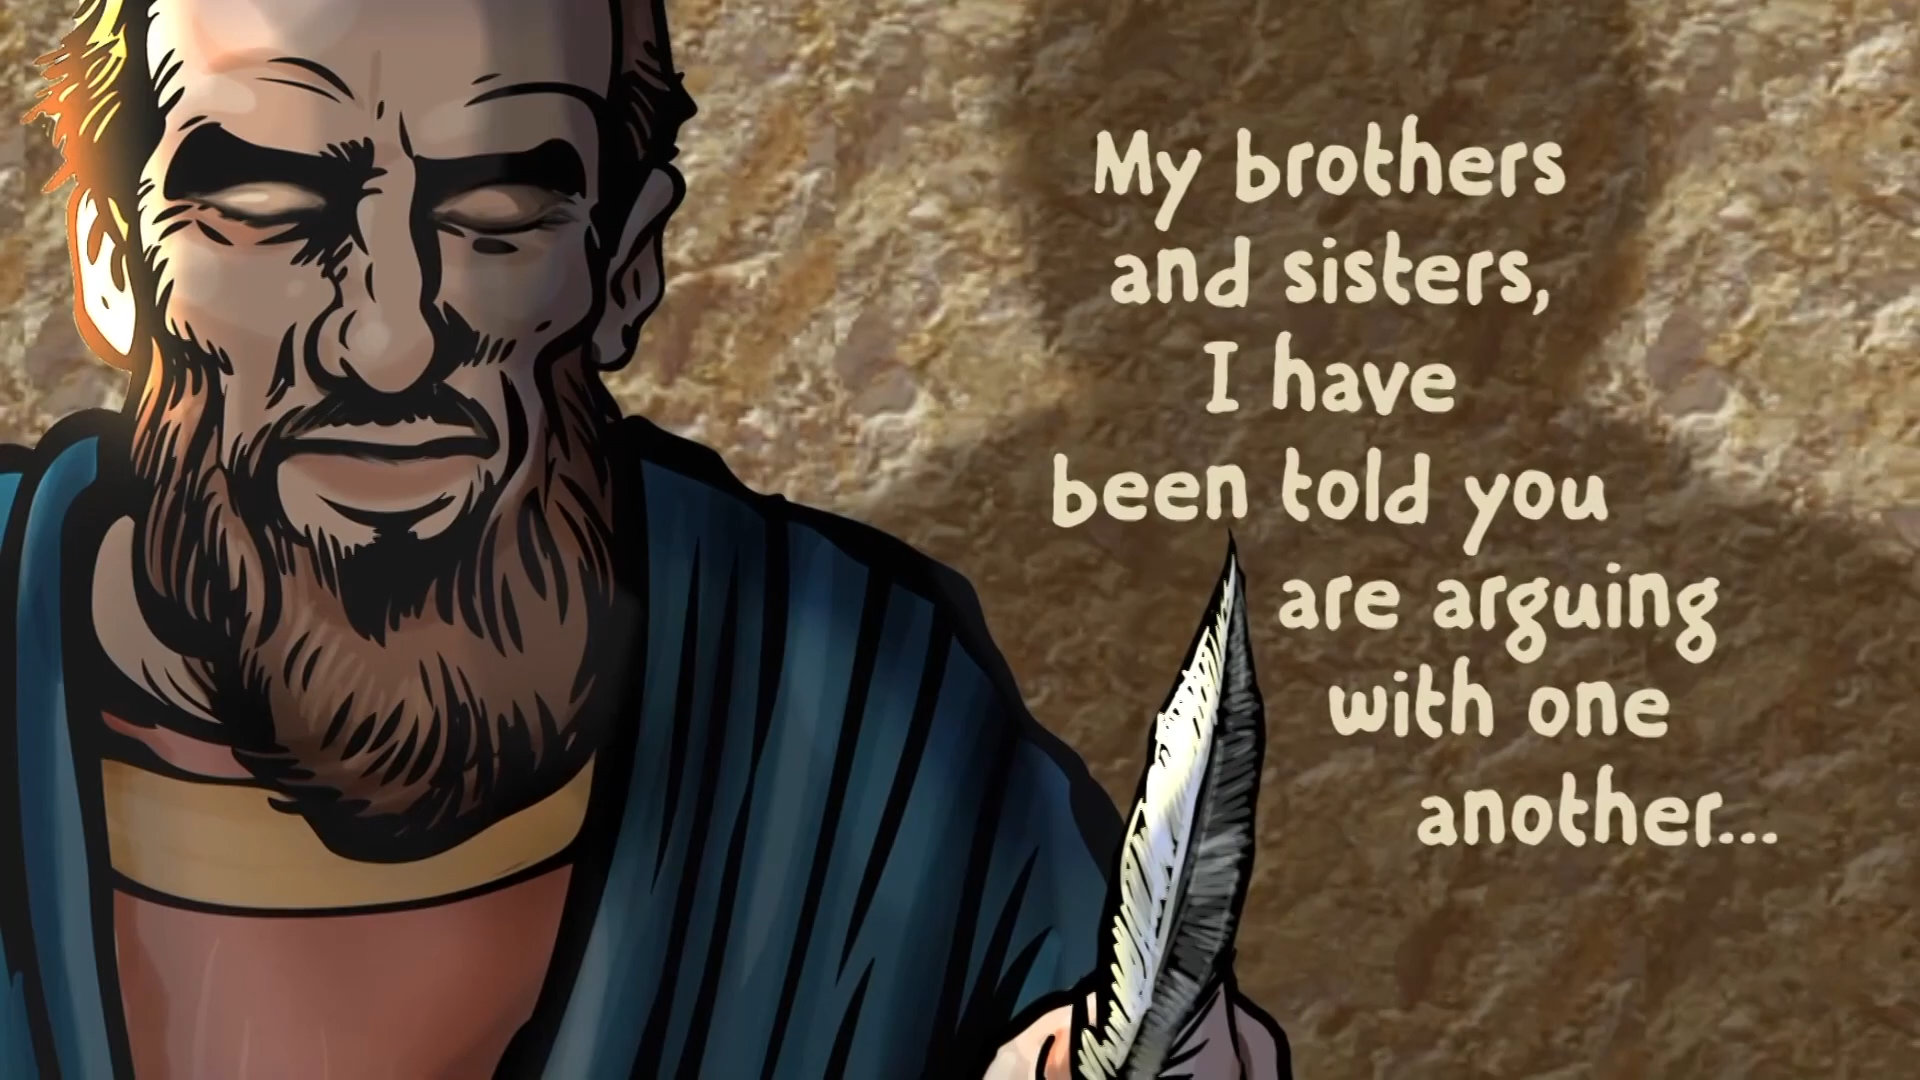 My brothers
and sisters,
I have
been told you
are arguing
with one
another...